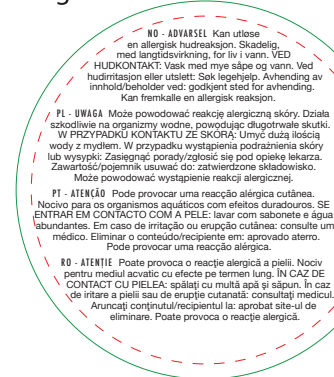 NO - ADVARSEL Kan utløse
en allergisk hudreaksjon. Skadelig,
med langtidsvirkning, for liv i vann. VED
HUDKONTAKT: Vask med mye såpe og vann. Ved
hudirritasjon eller utslett: Søk legehjelp. Avhending av
innhold/beholder ved: godkjent sted for avhending.
Kan fremkalle en allergisk reaksjon.
PL - UWAGA Może powodować reakcję alergiczną skóry. Działa
szkodliwie na organizmy wodne, powodując długotrwałe skutki.
W PRZYPADKU KONTAKTU ZE SKÓRĄ: Umyć dużą ilością
wody z mydłem. W przypadku wystąpienia podrażnienia skóry
lub wysypki: Zasięgnąć porady/zgłosić się pod opiekę lekarza.
Zawartość/pojemnik usuwać do: zatwierdzone składowisko.
Może powodować wystąpienie reakcji alergicznej.
PT - ATENÇÃO Pode provocar uma reacção alérgica cutânea.
Nocivo para os organismos aquáticos com efeitos duradouros. SE
ENTRAR EM CONTACTO COM A PELE: lavar com sabonete e água
abundantes. Em caso de irritação ou erupção cutânea: consulte um
médico. Eliminar o conteúdo/recipiente em: aprovado aterro.
Pode provocar uma reacção alérgica.
RO - ATENȚIE Poate provoca o reacție alergică a pielii. Nociv
pentru mediul acvatic cu efecte pe termen lung. ÎN CAZ DE
CONTACT CU PIELEA: spălați cu multă apă și săpun. În caz
de iritare a pielii sau de erupție cutanată: consultați medicul.
Aruncați conținutul/recipientul la: aprobat site-ul de
eliminare. Poate provoca o reacție alergică.